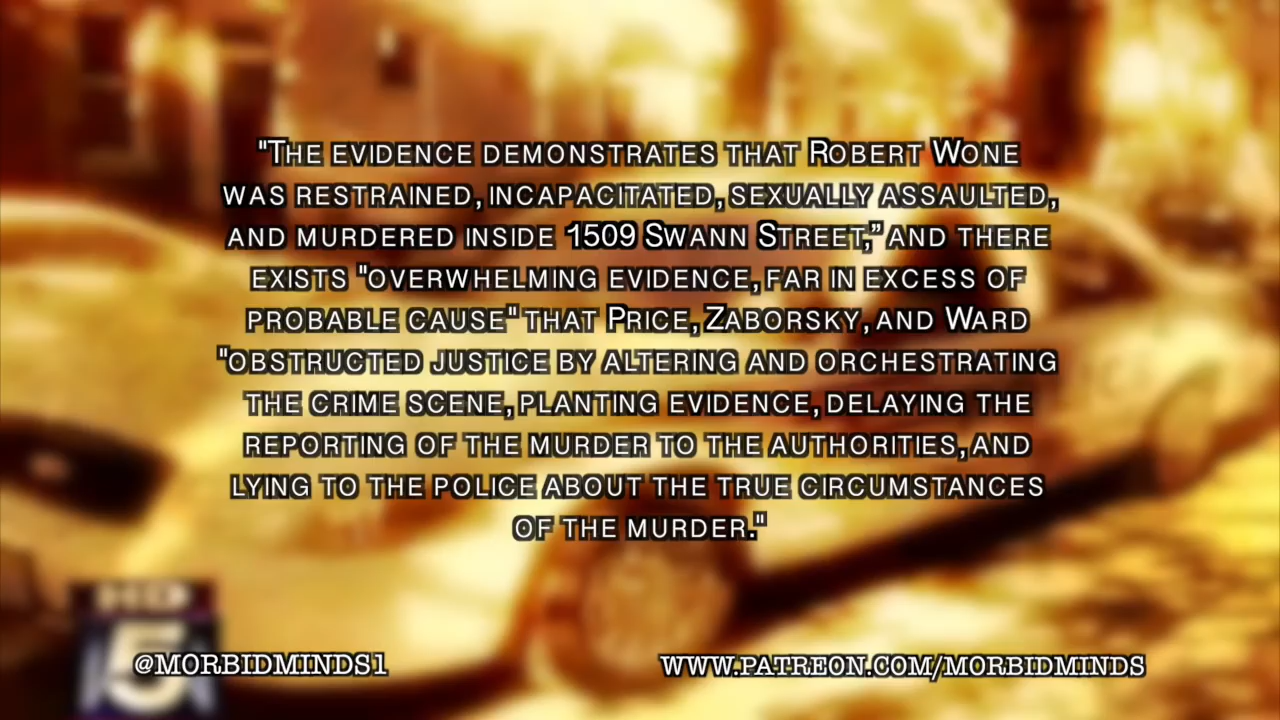 "The evidence demonstrates that Robert Wone
was restrained, incapacitated, sexually assaulted,
and murdered inside 1509 Swann Street,” and there
exists "overwhelming evidence, far in excess of
probable cause" that Price, Zaborsky, and Ward
"obstructed justice by altering and orchestrating
the crime scene, planting evidence, delaying the
reporting of the murder to the authorities, and
lying to the police about the true circumstances
of the murder."
HD
5
@MORBIDMINDS1
WWW.PATREON.COM/MORBIDMINDS